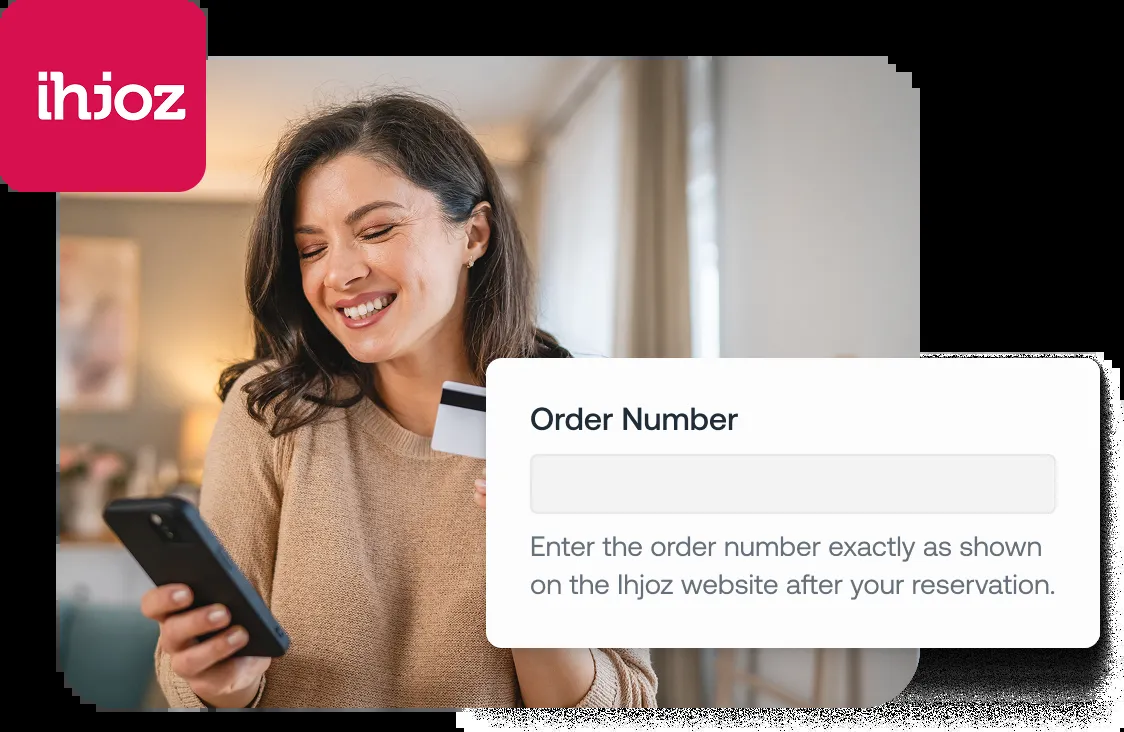 ihjoz
Order Number
Enter the order number exactly as shown
on the Ihjoz website after your reservation.